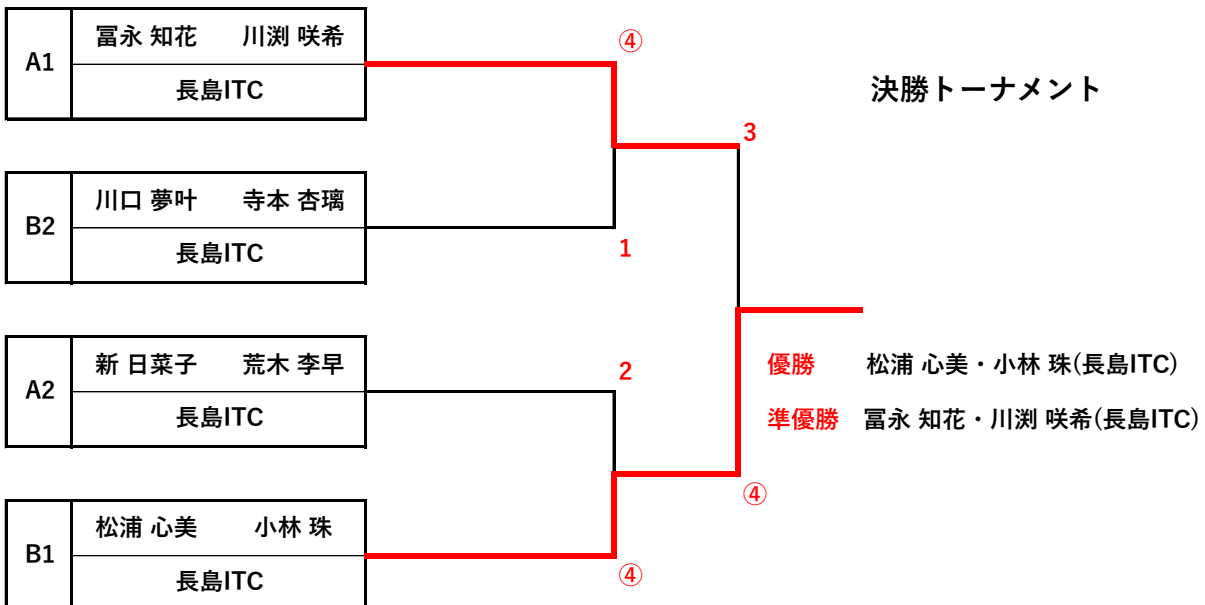 A1 冨永 知花 川渕 咲希
長島ITC
④
決勝トーナメント
3
B2 川口 夢叶 寺本 杏璃
長島ITC
1
A2 新 日菜子 荒木 李早
長島ITC
2
優勝 松浦 心美・小林 珠(長島ITC)
準優勝 冨永 知花・川渕 咲希(長島ITC)
④
B1 松浦 心美 小林 珠
長島ITC
④